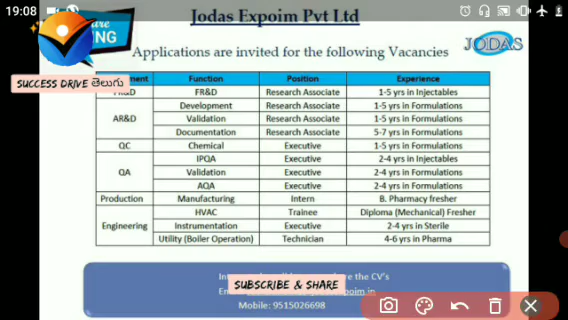 19:08
Jodas Expoim Pvt Ltd
ING
Applications are invited for the following Vacancies
JODAS
SUCCESS DRIVE తెలుగు
Function Position Experience
FR&D Research Associate 1-5 yrs in Injectables
AR&D
Development Research Associate 1-5 yrs in Formulations
Validation Research Associate 1-5 yrs in Formulations
Documentation Research Associate 5-7 yrs in Formulations
QC Chemical Executive 1-5 yrs in Formulations
QA
IPQA Executive 2-4 yrs in Injectables
Validation Executive 2-4 yrs in Formulations
AQA Executive 2-4 yrs in Formulations
Production Manufacturing Intern B. Pharmacy fresher
Engineering
HVAC Trainee Diploma (Mechanical) Fresher
Instrumentation Executive 2-4 yrs in Sterile
Utility (Boiler Operation) Technician 4-6 yrs in Pharma
the CV's
SUBSCRIBE & SHARE
Mobile: 9515026698